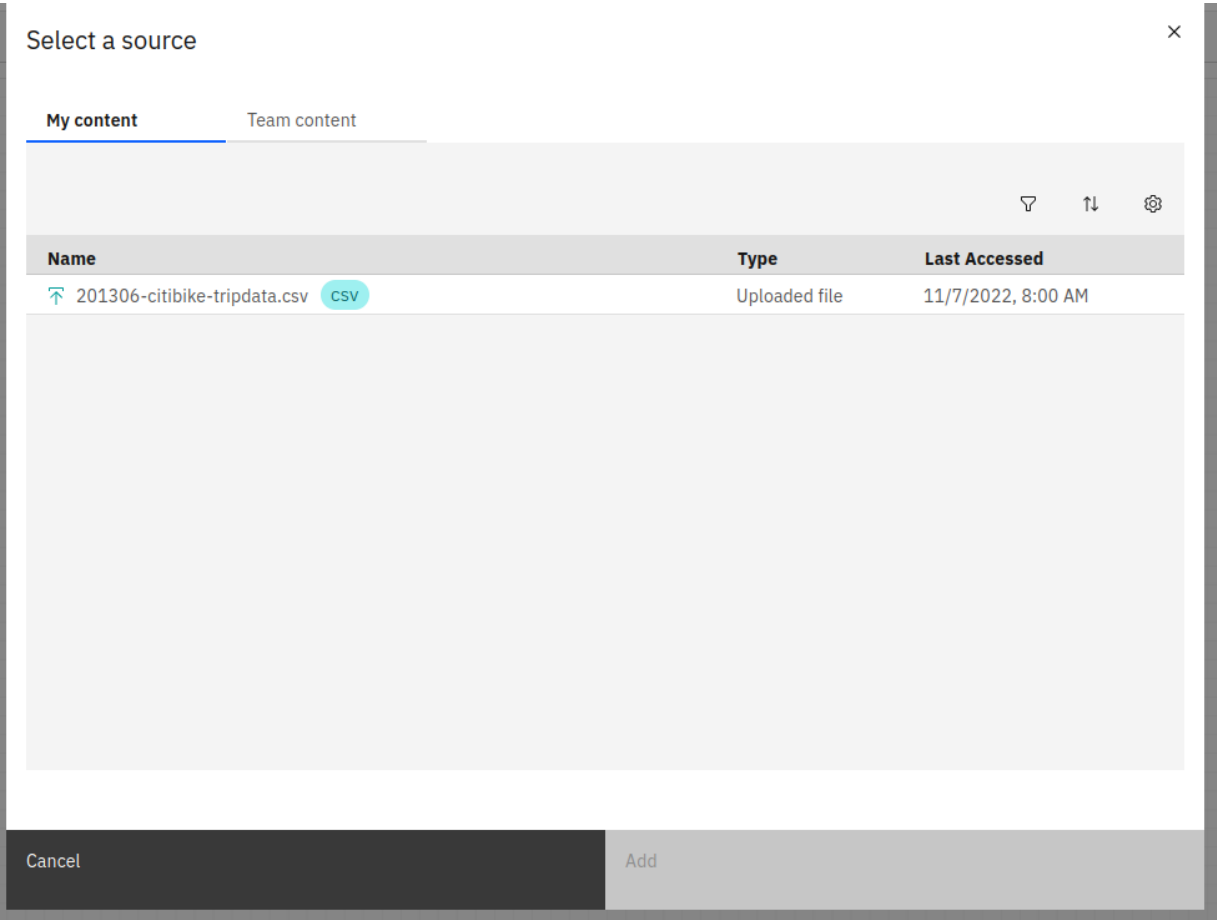 Select a source
My content Team content
Name Type Last Accessed
201306-citibike-tripdata.csv CSV Uploaded file 11/7/2022, 8:00 AM
Cancel Add